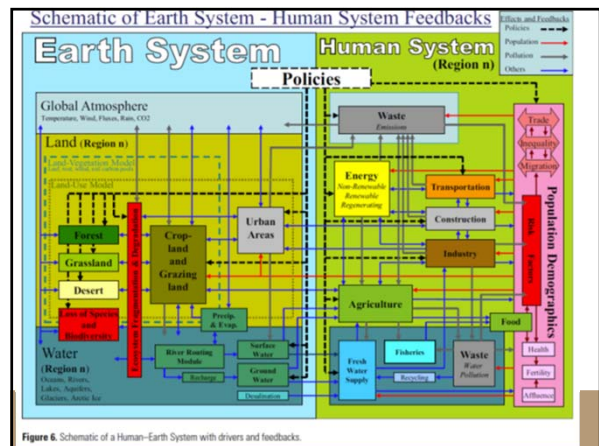 Schematic of Earth System - Human System Feedbacks
Effects and Feedbacks
Policies
Population
Pollution
Others
Earth System
Human System
(Region n)
Policies
Global Atmosphere
Temperature, Wind, Fluxes, Rain, CO2
Land (Region n)
Land-Vegetation Model
Land-Use Model
Forest
Grassland
Desert
Loss of Species
and
Biodiversity
Ecosystem Fragmentation & Degradation
Crop-
land and
Grazing
land
Urban
Areas
Precip.
& Evap.
Water
(Region n)
Oceans, Rivers,
Lakes, Aquifers,
Glaciers, Arctic Ice
River Routing
Module
Recharge
Surface
Water
Ground
Water
Desalination
Waste
Emissions
Energy
Non-Renewable
Renewable
Regenerating
Transportation
Construction
Industry
Agriculture
Food
Fresh
Water
Supply
Fisheries
Recycling
Waste
Water
Pollution
Trade
Inequality
Migration
Risk
Factors
Population Demographics
Health
Fertility
Affluence
Figure 6. Schematic of a Human–Earth System with drivers and feedbacks.